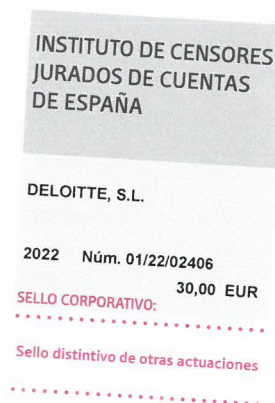 INSTITUTO DE CENSORES
JURADOS DE CUENTAS
DE ESPAÑA
DELOITTE, S.L.
2022 Núm. 01/22/02406
30,00 EUR
SELLO CORPORATIVO:
Sello distintivo de otras actuaciones